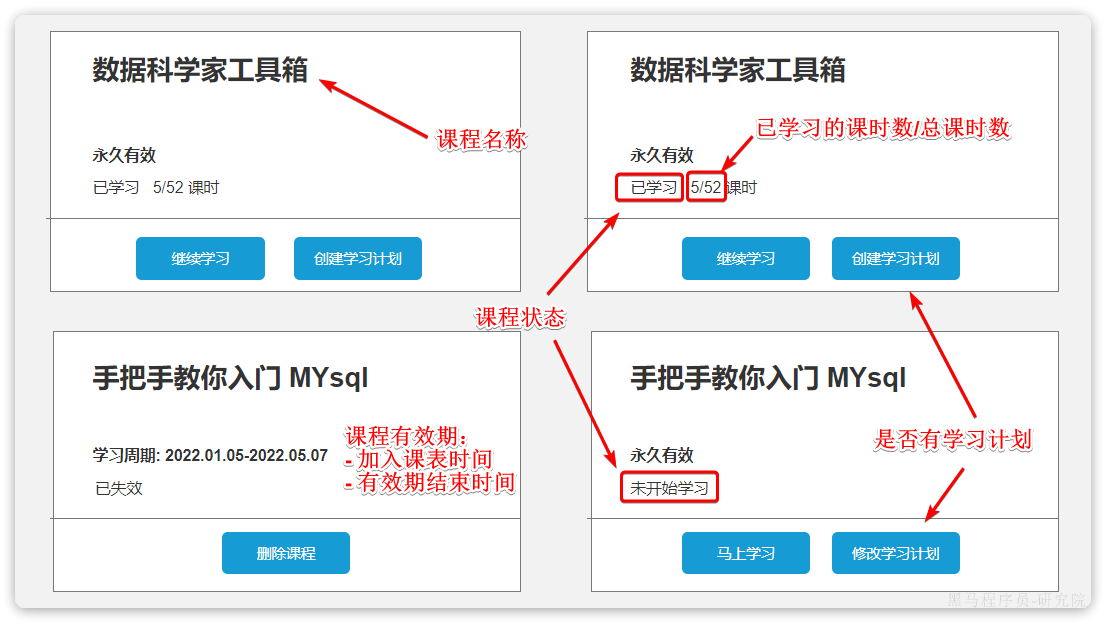 数据科学家工具箱
课程名称
永久有效
已学习 5/52 课时
继续学习
创建学习计划
数据科学家工具箱
已学习的课时数/总课时数
永久有效
已学习 5/52 课时
继续学习
创建学习计划
课程状态
手把手教你入门 MYsql
课程有效期：
- 加入课表时间
- 有效期结束时间
学习周期: 2022.01.05-2022.05.07
已失效
删除课程
手把手教你入门 MYsql
是否有学习计划
永久有效
未开始学习
马上学习
修改学习计划
黑马程序员-研究院